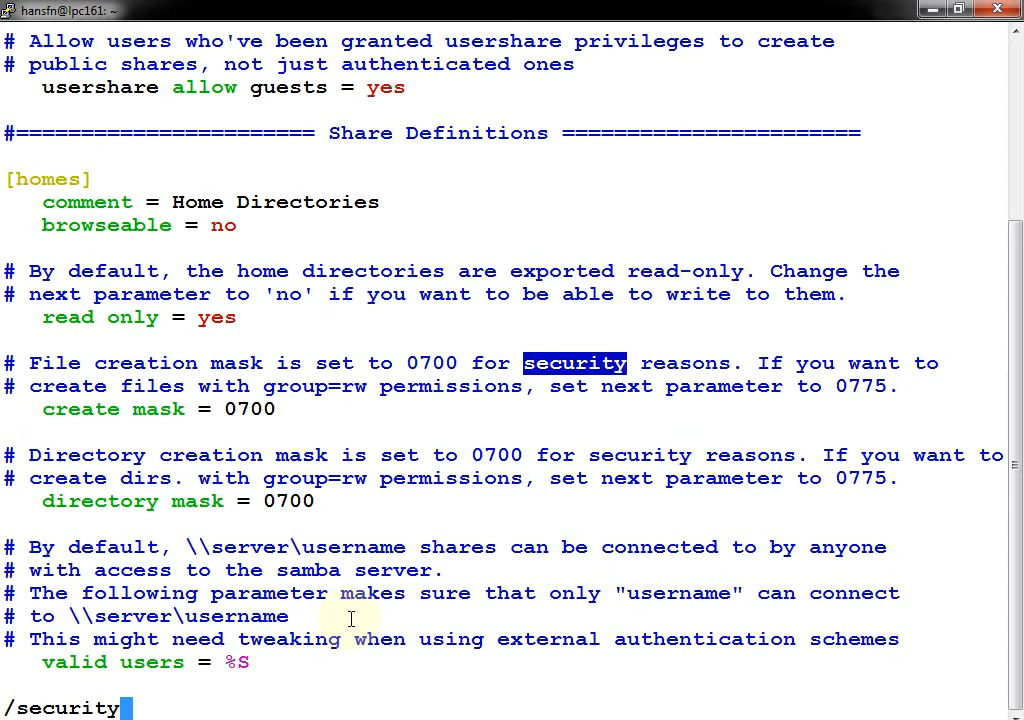 hansfn@lpc161: ~
# Allow users who've been granted usershare privileges to create
# public shares, not just authenticated ones
usershare allow guests = yes
#======================= Share Definitions =======================
[homes]
comment = Home Directories
browseable = no
# By default, the home directories are exported read-only. Change the
# next parameter to 'no' if you want to be able to write to them.
read only = yes
# File creation mask is set to 0700 for security reasons. If you want to
# create files with group=rw permissions, set next parameter to 0775.
create mask = 0700
# Directory creation mask is set to 0700 for security reasons. If you want to
# create dirs. with group=rw permissions, set next parameter to 0775.
directory mask = 0700
# By default, \\server\username shares can be connected to by anyone
# with access to the samba server.
# The following parameter makes sure that only "username" can connect
# to \\server\username
# This might need tweaking when using external authentication schemes
valid users = %S
/security